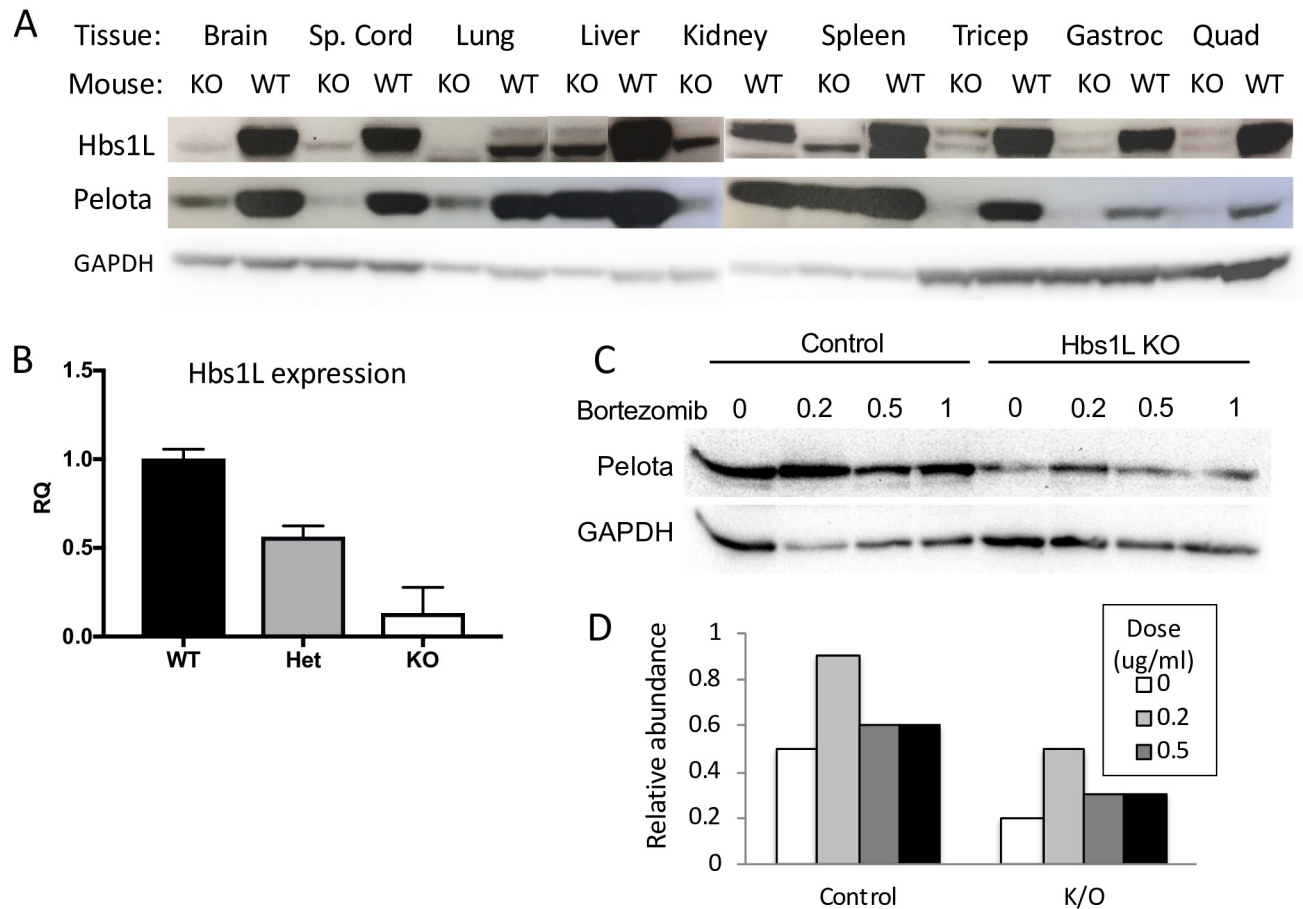 A
Tissue: Brain Sp. Cord Lung Liver Kidney Spleen Tricep Gastroc Quad
Mouse: KO WT KO WT KO WT KO WT KO WT KO WT KO WT KO WT KO WT
Hbs1L
Pelota
GAPDH
B
Hbs1L expression
1.5
1.0
0.5
0.0
RQ
WT Het KO
C
Control Hbs1L KO
Bortezomib 0 0.2 0.5 1 0 0.2 0.5 1
Pelota
GAPDH
D
Relative abundance
1
0.8
0.6
0.4
0.2
0
Control K/O
Dose
(ug/ml)
0
0.2
0.5